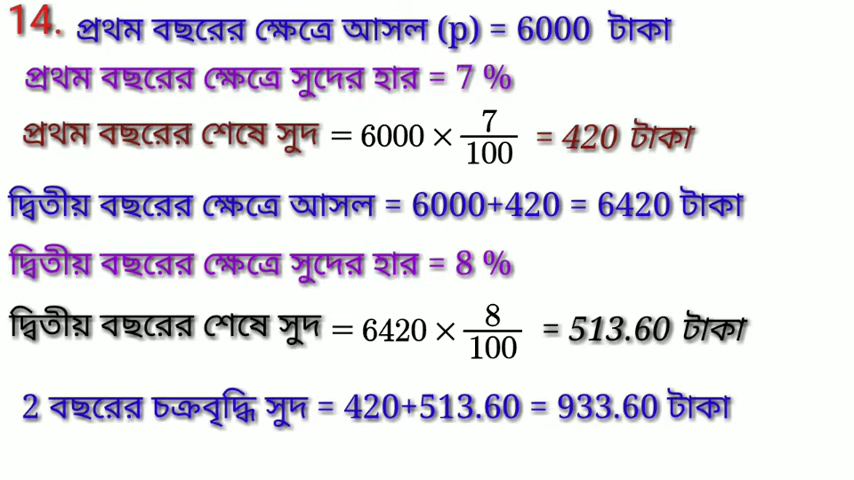 14. প্রথম বছরের ক্ষেত্রে আসল (p) = 6000 টাকা
প্রথম বছরের ক্ষেত্রে সুদের হার = 7 %
প্রথম বছরের শেষে সুদ = 6000 × 7/100 = 420 টাকা
দ্বিতীয় বছরের ক্ষেত্রে আসল = 6000+420 = 6420 টাকা
দ্বিতীয় বছরের ক্ষেত্রে সুদের হার = 8 %
দ্বিতীয় বছরের শেষে সুদ = 6420 × 8/100 = 513.60 টাকা
2 বছরের চক্রবৃদ্ধি সুদ = 420+513.60 = 933.60 টাকা